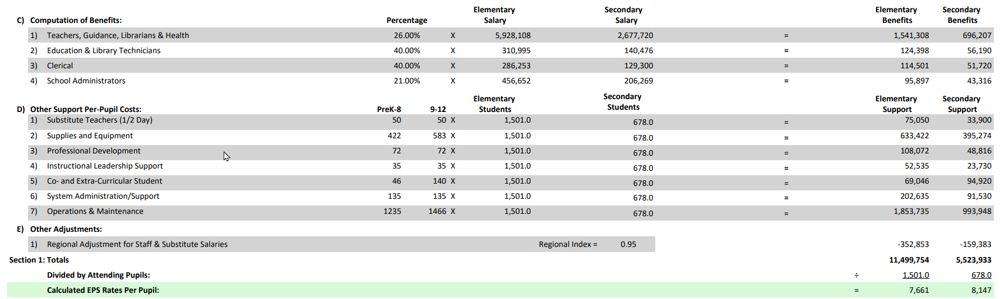 Elementary Secondary Elementary Secondary
C) Computation of Benefits: Percentage Salary Salary Benefits Benefits
1) Teachers, Guidance, Librarians & Health 26.00% X 5,928,108 2,677,720 = 1,541,308 696,207
2) Education & Library Technicians 40.00% X 310,995 140,476 = 124,398 56,190
3) Clerical 40.00% X 286,253 129,300 = 114,501 51,720
4) School Administrators 21.00% X 456,652 206,269 = 95,897 43,316
Elementary Secondary Elementary Secondary
D) Other Support Per-Pupil Costs: PreK-8 9-12 Students Students Support Support
1) Substitute Teachers (1/2 Day) 50 50 X 1,501.0 678.0 = 75,050 33,900
2) Supplies and Equipment 422 583 X 1,501.0 678.0 = 633,422 395,274
3) Professional Development 72 72 X 1,501.0 678.0 = 108,072 48,816
4) Instructional Leadership Support 35 35 X 1,501.0 678.0 = 52,535 23,730
5) Co- and Extra-Curricular Student 46 140 X 1,501.0 678.0 = 69,046 94,920
6) System Administration/Support 135 135 X 1,501.0 678.0 = 202,635 91,530
7) Operations & Maintenance 1235 1466 X 1,501.0 678.0 = 1,853,735 993,948
E) Other Adjustments:
1) Regional Adjustment for Staff & Substitute Salaries Regional Index = 0.95 -352,853 -159,383
Section 1: Totals 11,499,754 5,523,933
Divided by Attending Pupils: ÷ 1,501.0 678.0
Calculated EPS Rates Per Pupil: = 7,661 8,147